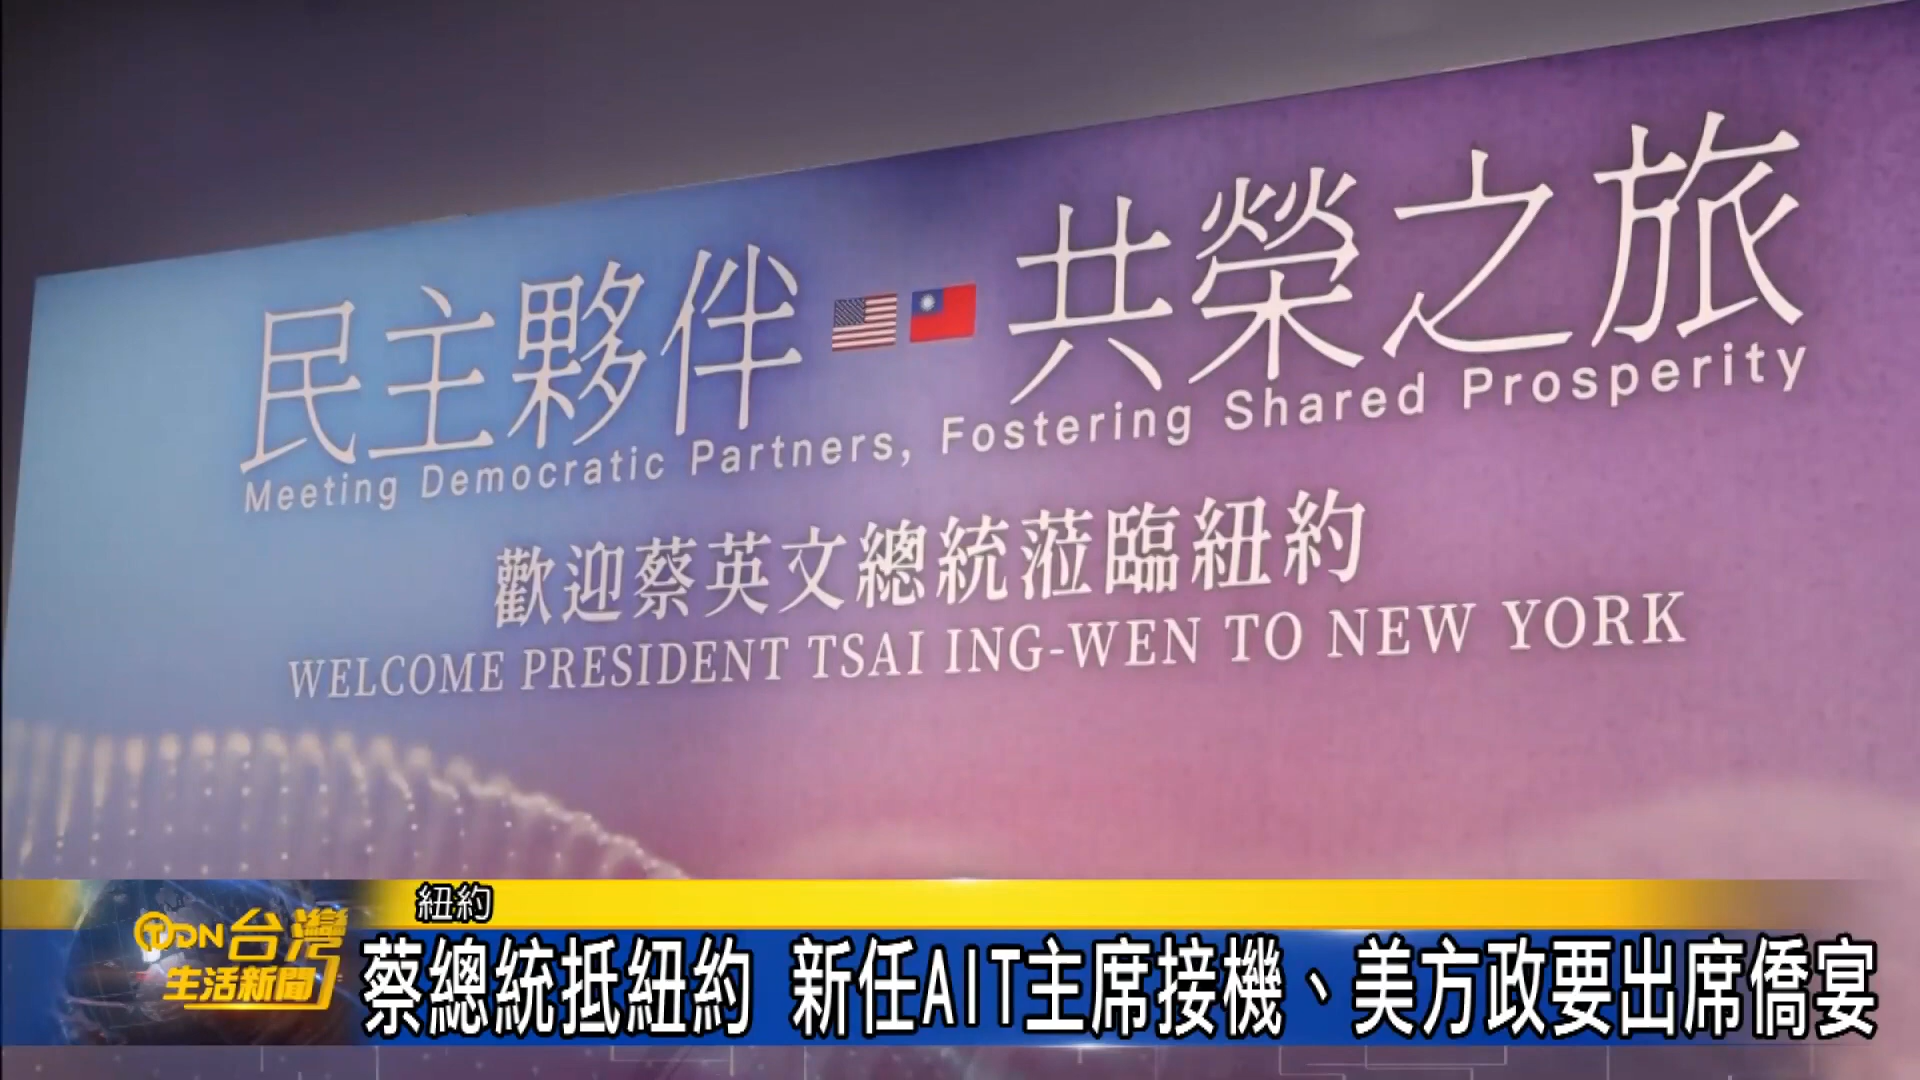 民主夥伴 共榮之旅
Meeting Democratic Partners, Fostering Shared Prosperity
歡迎蔡英文總統蒞臨紐約
WELCOME PRESIDENT TSAI ING-WEN TO NEW YORK
紐約
TDN台灣
生活新聞
蔡總統抵紐約 新任AIT主席接機、美方政要出席僑宴